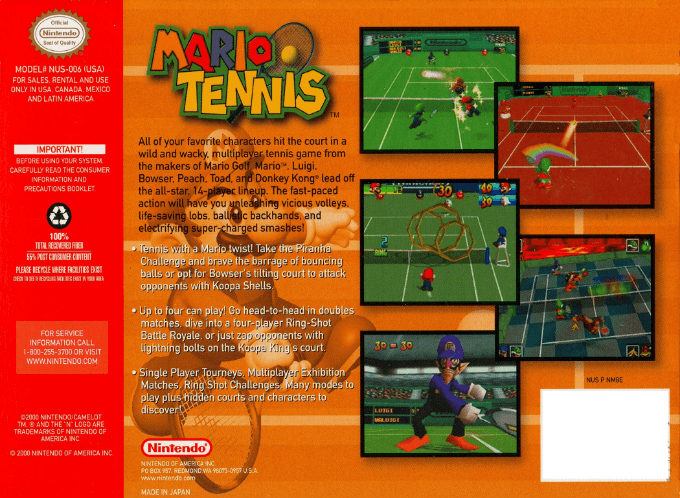 Official
Nintendo
Seal of Quality
MODEL# NUS-006 (USA)
FOR SALES, RENTAL AND USE
ONLY IN USA, CANADA, MEXICO
AND LATIN AMERICA
IMPORTANT!
BEFORE USING YOUR SYSTEM,
CAREFULLY READ THE CONSUMER
INFORMATION AND
PRECAUTIONS BOOKLET
100%
TOTAL RECOVERED FIBER
55% POST CONSUMER CONTENT
PLEASE RECYCLE WHERE FACILITIES EXIST
FOR SERVICE
INFORMATION CALL
1-800-255-3700 OR VISIT
WWW.NINTENDO.COM
©2000 NINTENDO/CAMELOT
TM, ® AND THE "N" LOGO ARE
TRADEMARKS OF NINTENDO OF
AMERICA INC
© 2000 NINTENDO OF AMERICA INC
MARIO
TENNIS
TM
All of your favorite characters hit the court in a
wild and wacky, multiplayer tennis game from
the makers of Mario Golf. Mario™, Luigi,
Bowser, Peach, Toad, and Donkey Kong® lead off
the all-star, 14-player lineup. The fast-paced
action will have you unleashing vicious volleys,
life-saving lobs, ballistic backhands, and
electrifying super-charged smashes!
• Tennis with a Mario twist! Take the Piranha
Challenge and brave the barrage of bouncing
balls or opt for Bowser's tilting court to attack
opponents with Koopa Shells.
• Up to four can play! Go head-to-head in doubles
matches, dive into a four-player Ring-Shot
Battle Royale, or just zap opponents with
lightning bolts on the Koopa King's court.
• Single Player Tourneys, Multiplayer Exhibition
Matches, Ring Shot Challenges. Many modes to
play plus hidden courts and characters to
discover!
Nintendo®
NINTENDO OF AMERICA INC.
PO BOX 957, REDMOND, WA 98073-0957 U.S.A.
www.nintendo.com
MADE IN JAPAN
30
40
30
2
30 - 30
LUIGI
WALUIGI
NUS P NMBE